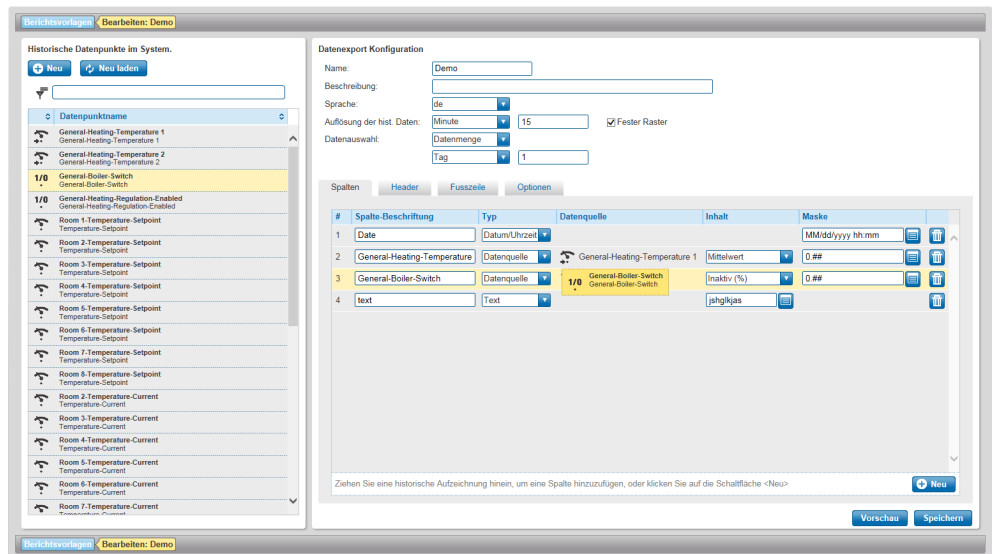 Berichtsvorlagen Bearbeiten: Demo
Historische Datenpunkte im System.
Neu Neu laden
Datenpunktname
General-Heating-Temperature 1
General-Heating-Temperature 1
General-Heating-Temperature 2
General-Heating-Temperature 2
1/0 General-Boiler-Switch
General-Boiler-Switch
1/0 General-Heating-Regulation-Enabled
General-Heating-Regulation-Enabled
Room 1-Temperature-Setpoint
Temperature-Setpoint
Room 2-Temperature-Setpoint
Temperature-Setpoint
Room 3-Temperature-Setpoint
Temperature-Setpoint
Room 4-Temperature-Setpoint
Temperature-Setpoint
Room 5-Temperature-Setpoint
Temperature-Setpoint
Room 6-Temperature-Setpoint
Temperature-Setpoint
Room 7-Temperature-Setpoint
Temperature-Setpoint
Room 8-Temperature-Setpoint
Temperature-Setpoint
Room 2-Temperature-Current
Temperature-Current
Room 3-Temperature-Current
Temperature-Current
Room 4-Temperature-Current
Temperature-Current
Room 5-Temperature-Current
Temperature-Current
Room 6-Temperature-Current
Temperature-Current
Room 7-Temperature-Current
Temperature-Current
Datenexport Konfiguration
Name: Demo
Beschreibung:
Sprache: de
Auflösung der hist. Daten: Minute 15 Fester Raster
Datenauswahl: Datenmenge
Tag 1
Spalten Header Fusszeile Optionen
# Spalte-Beschriftung Typ Datenquelle Inhalt Maske
1 Date Datum/Uhrzeit MM/dd/yyyy hh:mm
2 General-Heating-Temperature Datenquelle General-Heating-Temperature 1 Mittelwert 0.##
3 General-Boiler-Switch Datenquelle 1/0 General-Boiler-Switch Inaktiv (%) 0.##
General-Boiler-Switch
4 text Text jshglkjas
Ziehen Sie eine historische Aufzeichnung hinein, um eine Spalte hinzuzufügen, oder klicken Sie auf die Schaltfläche <Neu> Neu
Vorschau Speichern
Berichtsvorlagen Bearbeiten: Demo